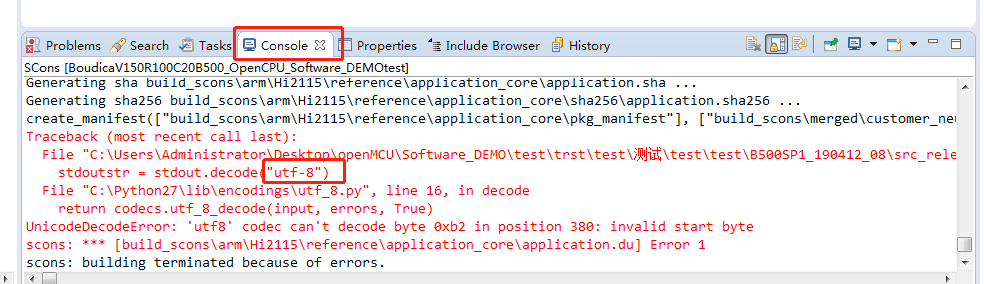 Problems Search Tasks Console Properties Include Browser History
SCons [BoudicaV150R100C20B500_OpenCPU_Software_DEMOtest]
Generating sha build_scons\arm\Hi2115\reference\application_core\application.sha ...
Generating sha256 build_scons\arm\Hi2115\reference\application_core\sha256\application.sha256 ...
create_manifest(["build_scons\arm\Hi2115\reference\application_core\pkg_manifest"], ["build_scons\merged\customer_neu
Traceback (most recent call last):
File "C:\Users\Administrator\Desktop\openMCU\Software_DEMO\test\trst\test\测试\test\test\B500SP1_190412_08\src_rele
stdoutstr = stdout.decode("utf-8")
File "C:\Python27\lib\encodings\utf_8.py", line 16, in decode
return codecs.utf_8_decode(input, errors, True)
UnicodeDecodeError: 'utf8' codec can't decode byte 0xb2 in position 380: invalid start byte
scons: *** [build_scons\arm\Hi2115\reference\application_core\application.du] Error 1
scons: building terminated because of errors.